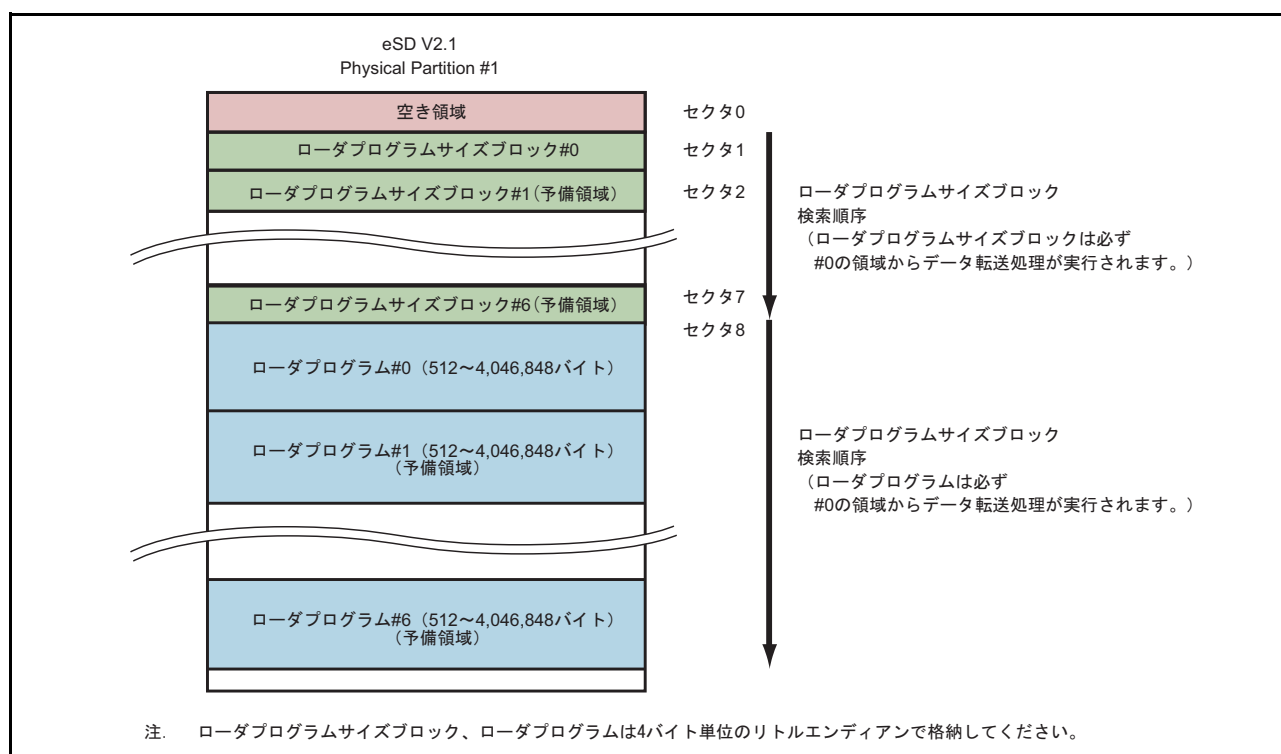 eSD V2.1
Physical Partition #1
空き領域
セクタ0
ローダプログラムサイズブロック#0
セクタ1
ローダプログラムサイズブロック#1(予備領域)
セクタ2
ローダプログラムサイズブロック
検索順序
(ローダプログラムサイズブロックは必ず
#0の領域からデータ転送処理が実行されます。)
ローダプログラムサイズブロック#6(予備領域)
セクタ7
セクタ8
ローダプログラム#0(512~4,046,848バイト)
ローダプログラム#1(512~4,046,848バイト)
(予備領域)
ローダプログラムサイズブロック
検索順序
(ローダプログラムは必ず
#0の領域からデータ転送処理が実行されます。)
ローダプログラム#6(512~4,046,848バイト)
(予備領域)
注. ローダプログラムサイズブロック、ローダプログラムは4バイト単位のリトルエンディアンで格納してください。